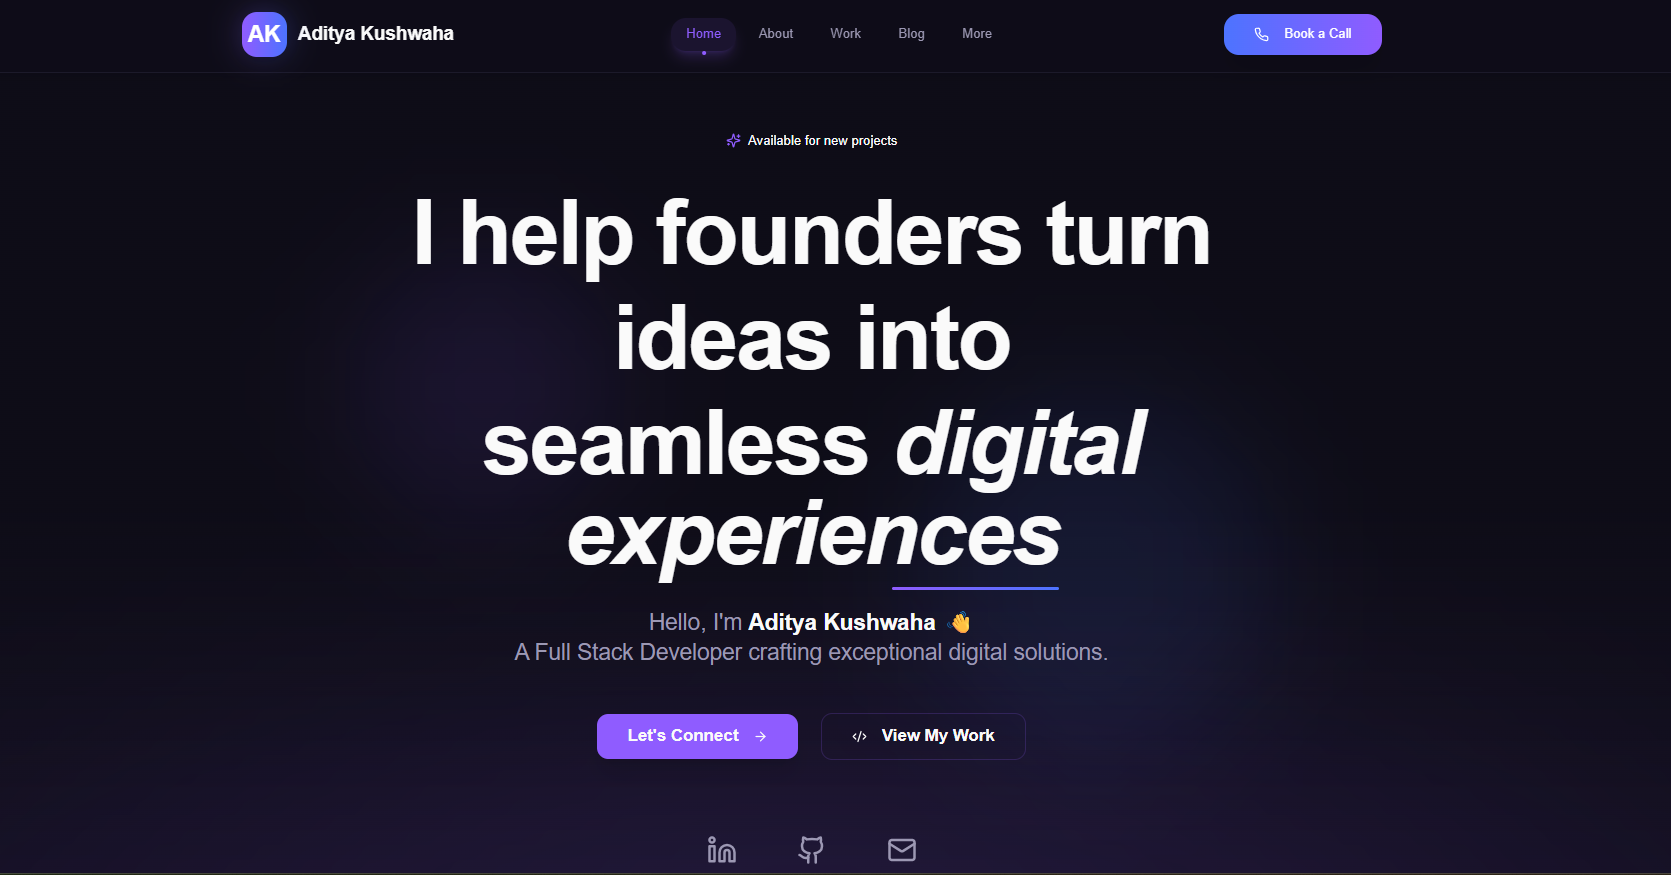 AK Aditya Kushwaha Home About Work Blog More Book a Call
Available for new projects
I help founders turn
ideas into
seamless digital
experiences
Hello, I'm Aditya Kushwaha 👋
A Full Stack Developer crafting exceptional digital solutions.
Let's Connect → </> View My Work
in